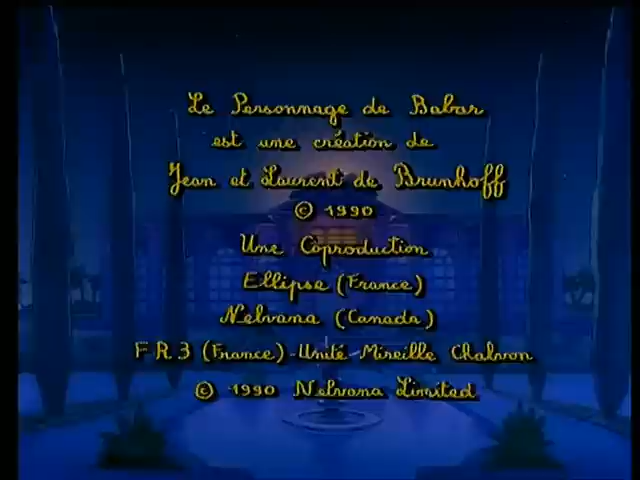 Le Personnage de Babar
est une création de
Jean et Laurent de Brunhoff
© 1990
Une Coproduction
Ellipse (France)
Nelvana (Canada)
F R 3 (France) - Unité Mireille Chalvon
© 1990 Nelvana Limited